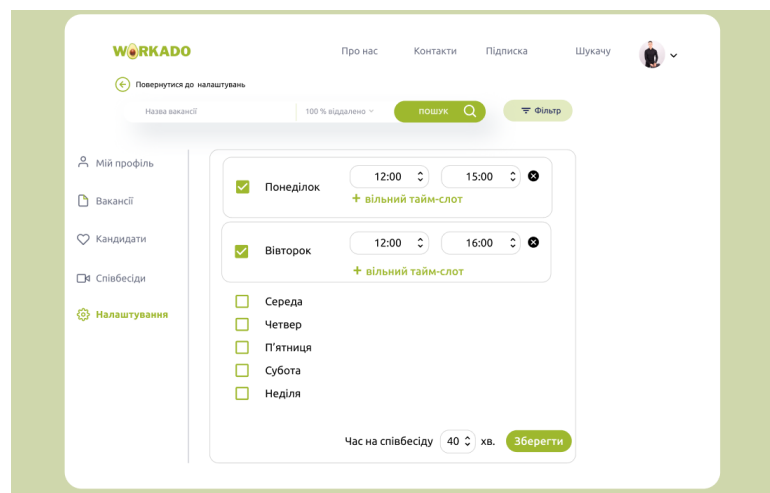 WORKADO
Про нас Контакти Підписка Шукачу
Повернутися до налаштувань
Назва вакансії 100 % віддалено ПОШУК Фільтр
Мій профіль
Вакансії
Кандидати
Співбесіди
Налаштування
Понеділок 12:00 15:00
+ вільний тайм-слот
Вівторок 12:00 16:00
+ вільний тайм-слот
Середа
Четвер
П'ятниця
Субота
Неділя
Час на співбесіду 40 хв. Зберегти